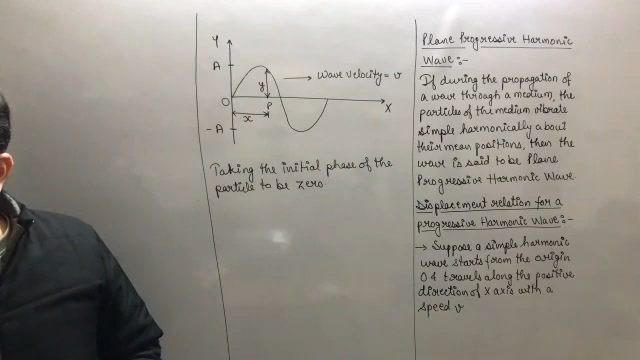 Y
A
y
→ Wave velocity = v
O
P
X
x
-A
Taking the initial phase of the
particle to be zero.
Plane Progressive Harmonic
Wave:-
If during the propagation of
a wave through a medium, the
particles of the medium vibrate
simple harmonically about
their mean positions, then the
wave is said to be Plane
Progressive Harmonic Wave.
Displacement relation for a
progressive Harmonic Wave:-
→ Suppose a simple harmonic
wave starts from the origin
O & travels along the positive
direction of X axis with a
speed v